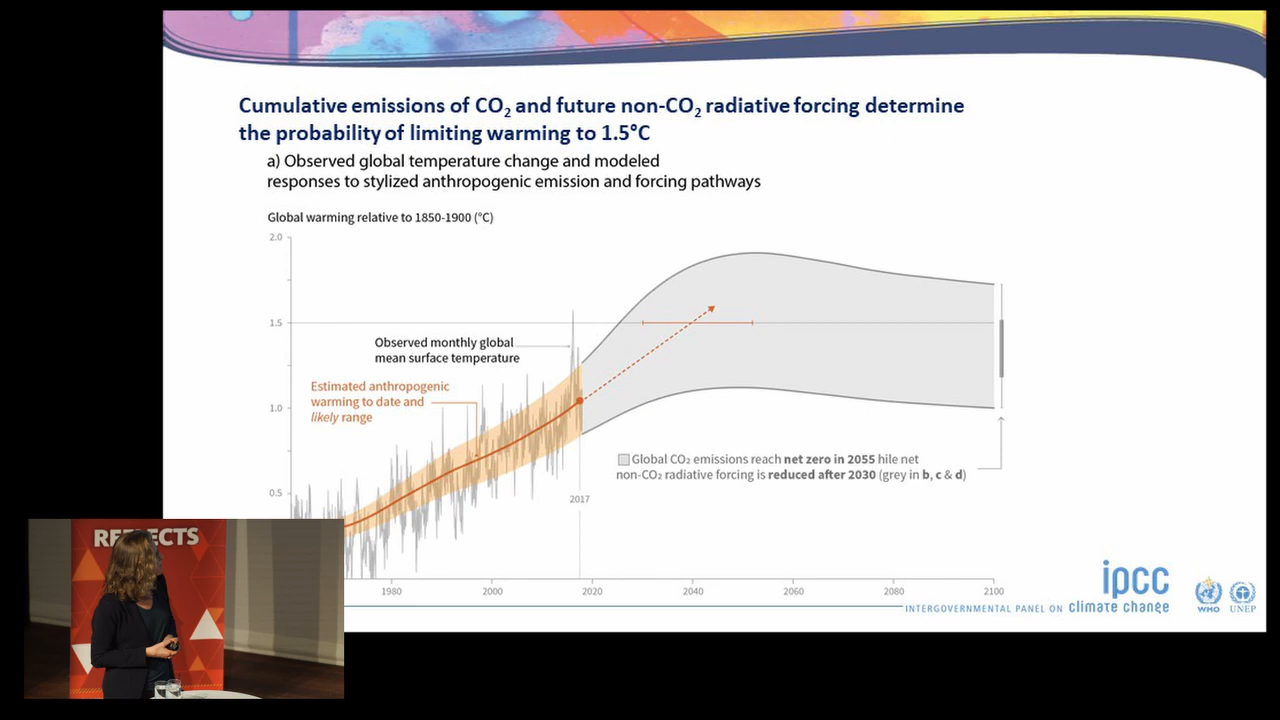 Cumulative emissions of CO₂ and future non-CO₂ radiative forcing determine
the probability of limiting warming to 1.5°C
a) Observed global temperature change and modeled
responses to stylized anthropogenic emission and forcing pathways
Global warming relative to 1850-1900 (°C)
2.0
1.5
Observed monthly global
mean surface temperature
Estimated anthropogenic
warming to date and
likely range
1.0
Global CO₂ emissions reach net zero in 2055 hile net
non-CO₂ radiative forcing is reduced after 2030 (grey in b, c & d)
0.5
2017
1980
2000
2020
2040
2060
2080
2100
REFLECTS
ipcc
INTERGOVERNMENTAL PANEL ON climate change
WMO
UNEP